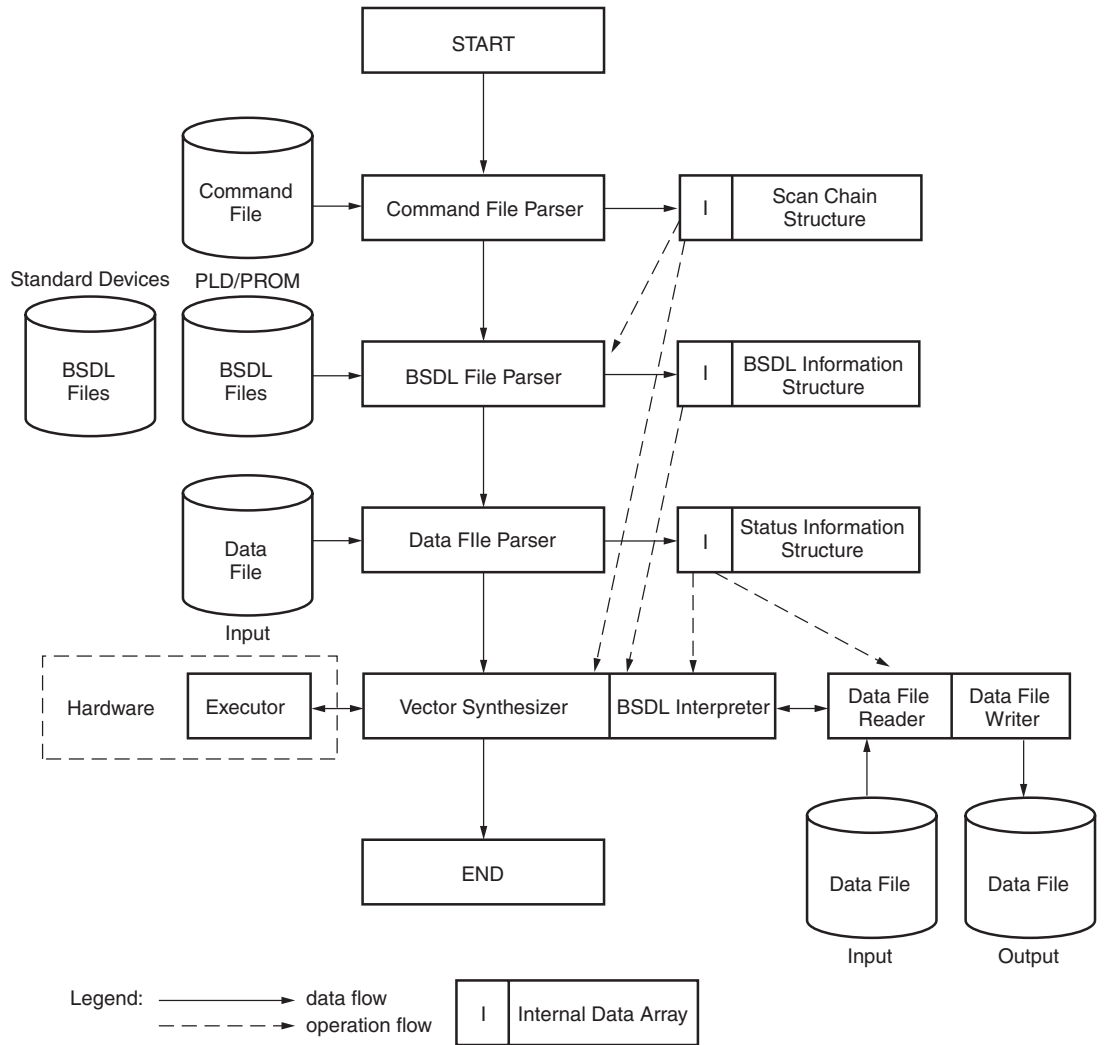 START
Command
File
Command File Parser
I
Scan Chain
Structure
Standard Devices
PLD/PROM
BSDL
Files
BSDL
Files
BSDL File Parser
I
BSDL Information
Structure
Data
File
Input
Data FIle Parser
I
Status Information
Structure
Hardware
Executor
Vector Synthesizer
BSDL Interpreter
Data File
Reader
Data File
Writer
END
Data File
Input
Data File
Output
Legend:
data flow
operation flow
I
Internal Data Array